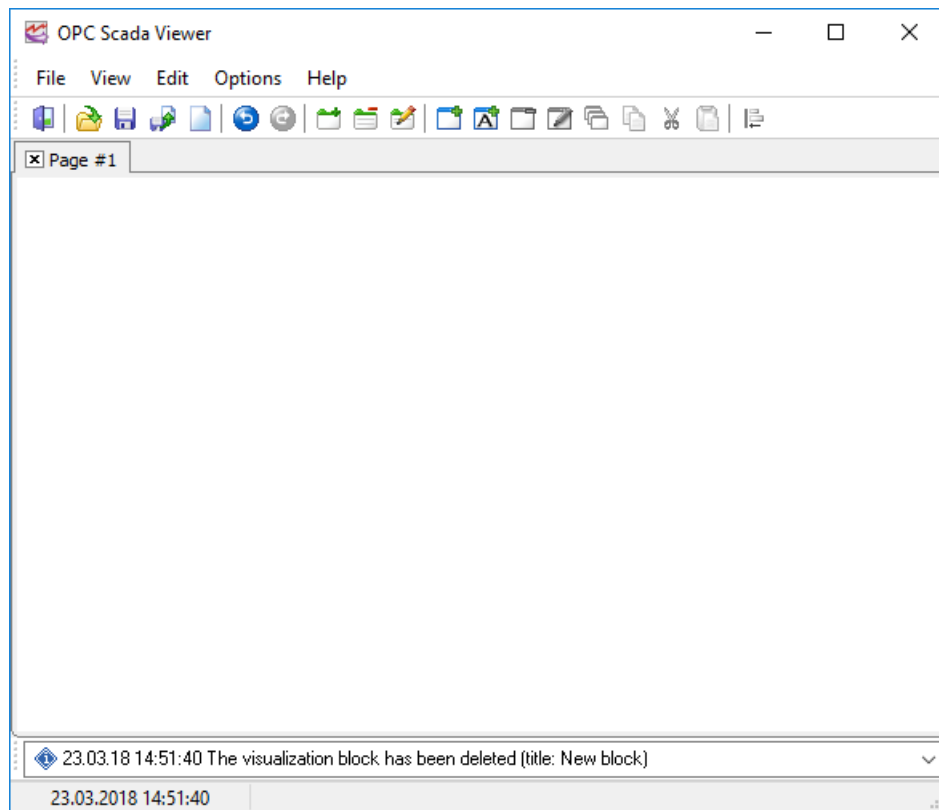 OPC Scada Viewer
File View Edit Options Help
Page #1
23.03.18 14:51:40 The visualization block has been deleted (title: New block)
23.03.2018 14:51:40